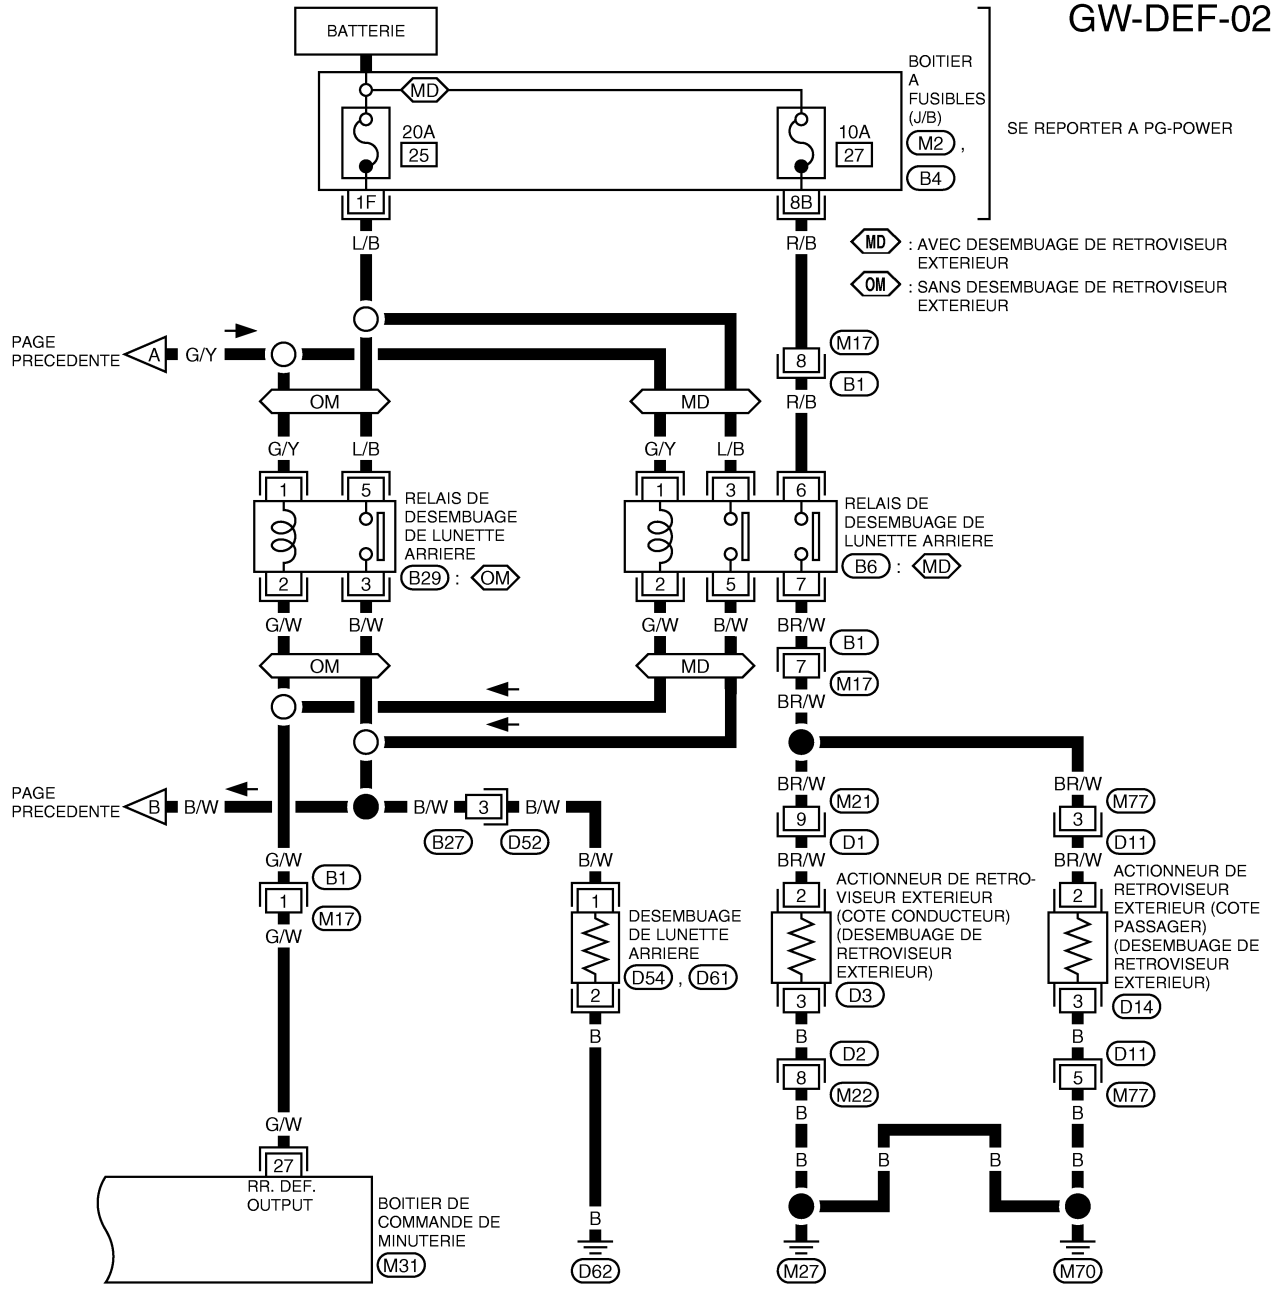 GW-DEF-02
BATTERIE
BOITIER
A
FUSIBLES
(J/B)
M2 ,
B4
SE REPORTER A PG-POWER
MD
20A
25
10A
27
1F
8B
L/B
R/B
MD : AVEC DESEMBUAGE DE RETROVISEUR
EXTERIEUR
OM : SANS DESEMBUAGE DE RETROVISEUR
EXTERIEUR
PAGE
PRECEDENTE
A
G/Y
8
M17
B1
OM
MD
R/B
G/Y
L/B
G/Y
L/B
1
5
1
3
6
RELAIS DE
DESEMBUAGE
DE LUNETTE
ARRIERE
B29 : OM
RELAIS DE
DESEMBUAGE DE
LUNETTE ARRIERE
B6 : MD
2
3
2
5
7
G/W
B/W
G/W
B/W
BR/W
B1
OM
MD
7
M17
BR/W
PAGE
PRECEDENTE
B
B/W
B/W
3
B/W
B27
D52
BR/W
BR/W
9
M21
D1
3
M77
D11
G/W
B/W
BR/W
BR/W
B1
1
M17
G/W
1
DESEMBUAGE
DE LUNETTE
ARRIERE
D54 , D61
2
B
2
ACTIONNEUR DE RETRO-
VISEUR EXTERIEUR
(COTE CONDUCTEUR)
(DESEMBUAGE DE
RETROVISEUR
EXTERIEUR)
D3
3
B
2
ACTIONNEUR DE
RETROVISEUR
EXTERIEUR (COTE
PASSAGER)
(DESEMBUAGE DE
RETROVISEUR
EXTERIEUR)
D14
3
B
D2
8
M22
D11
5
M77
B
B
G/W
27
RR. DEF.
OUTPUT
BOITIER DE
COMMANDE DE
MINUTERIE
M31
B
B
B
B
B
D62
M27
M70